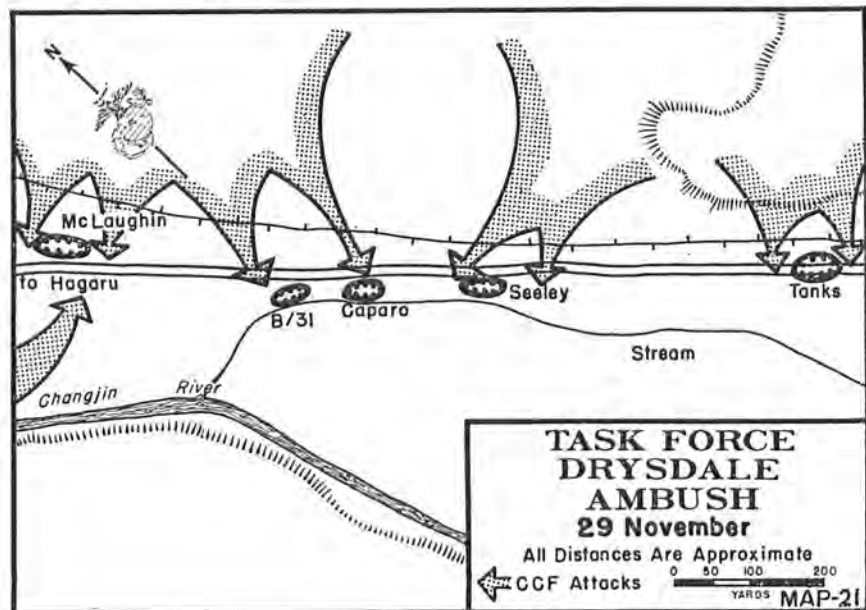 N
McLaughin
to Hagaru
B/31
Caparo
Seeley
Tanks
Stream
Changjin River
TASK FORCE
DRYSDALE
AMBUSH
29 November
All Distances Are Approximate
CCF Attacks
0 50 100 200
YARDS
MAP-21